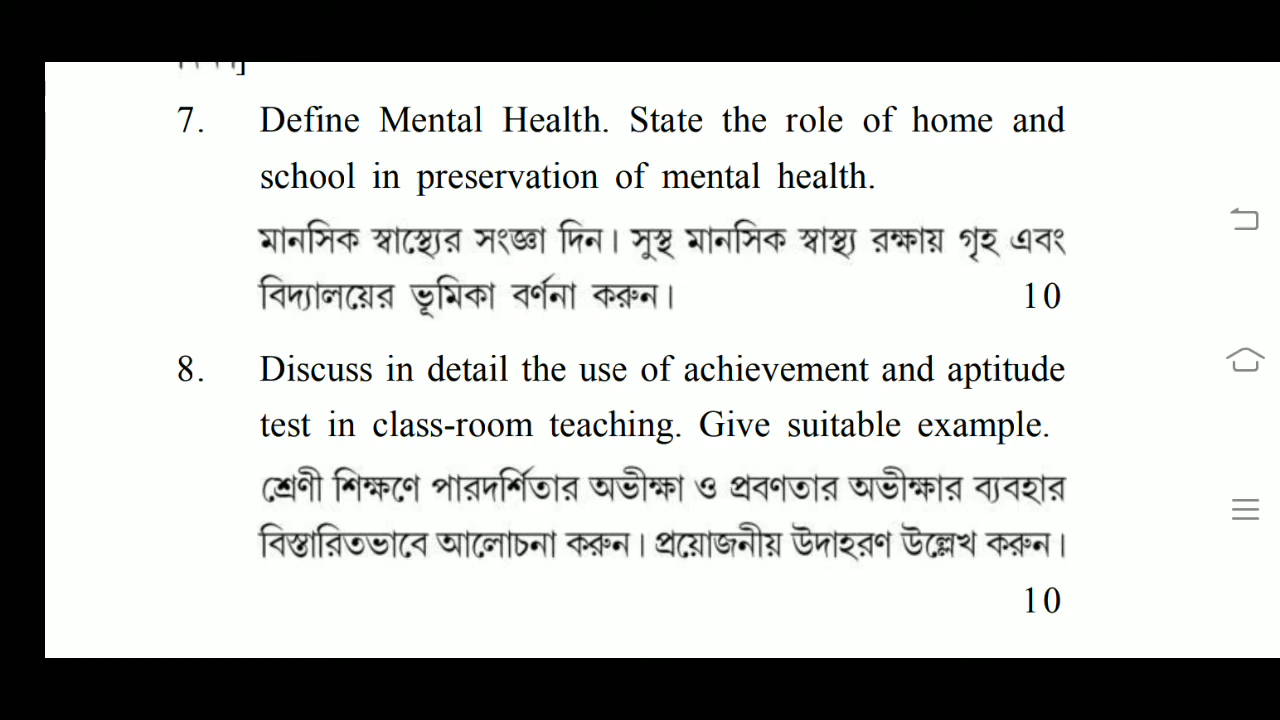 7. Define Mental Health. State the role of home and
school in preservation of mental health.
মানসিক স্বাস্থ্যের সংজ্ঞা দিন। সুস্থ মানসিক স্বাস্থ্য রক্ষায় গৃহ এবং
বিদ্যালয়ের ভূমিকা বর্ণনা করুন। 10
8. Discuss in detail the use of achievement and aptitude
test in class-room teaching. Give suitable example.
শ্রেণী শিক্ষণে পারদর্শিতার অভীক্ষা ও প্রবণতার অভীক্ষার ব্যবহার
বিস্তারিতভাবে আলোচনা করুন। প্রয়োজনীয় উদাহরণ উল্লেখ করুন।
10